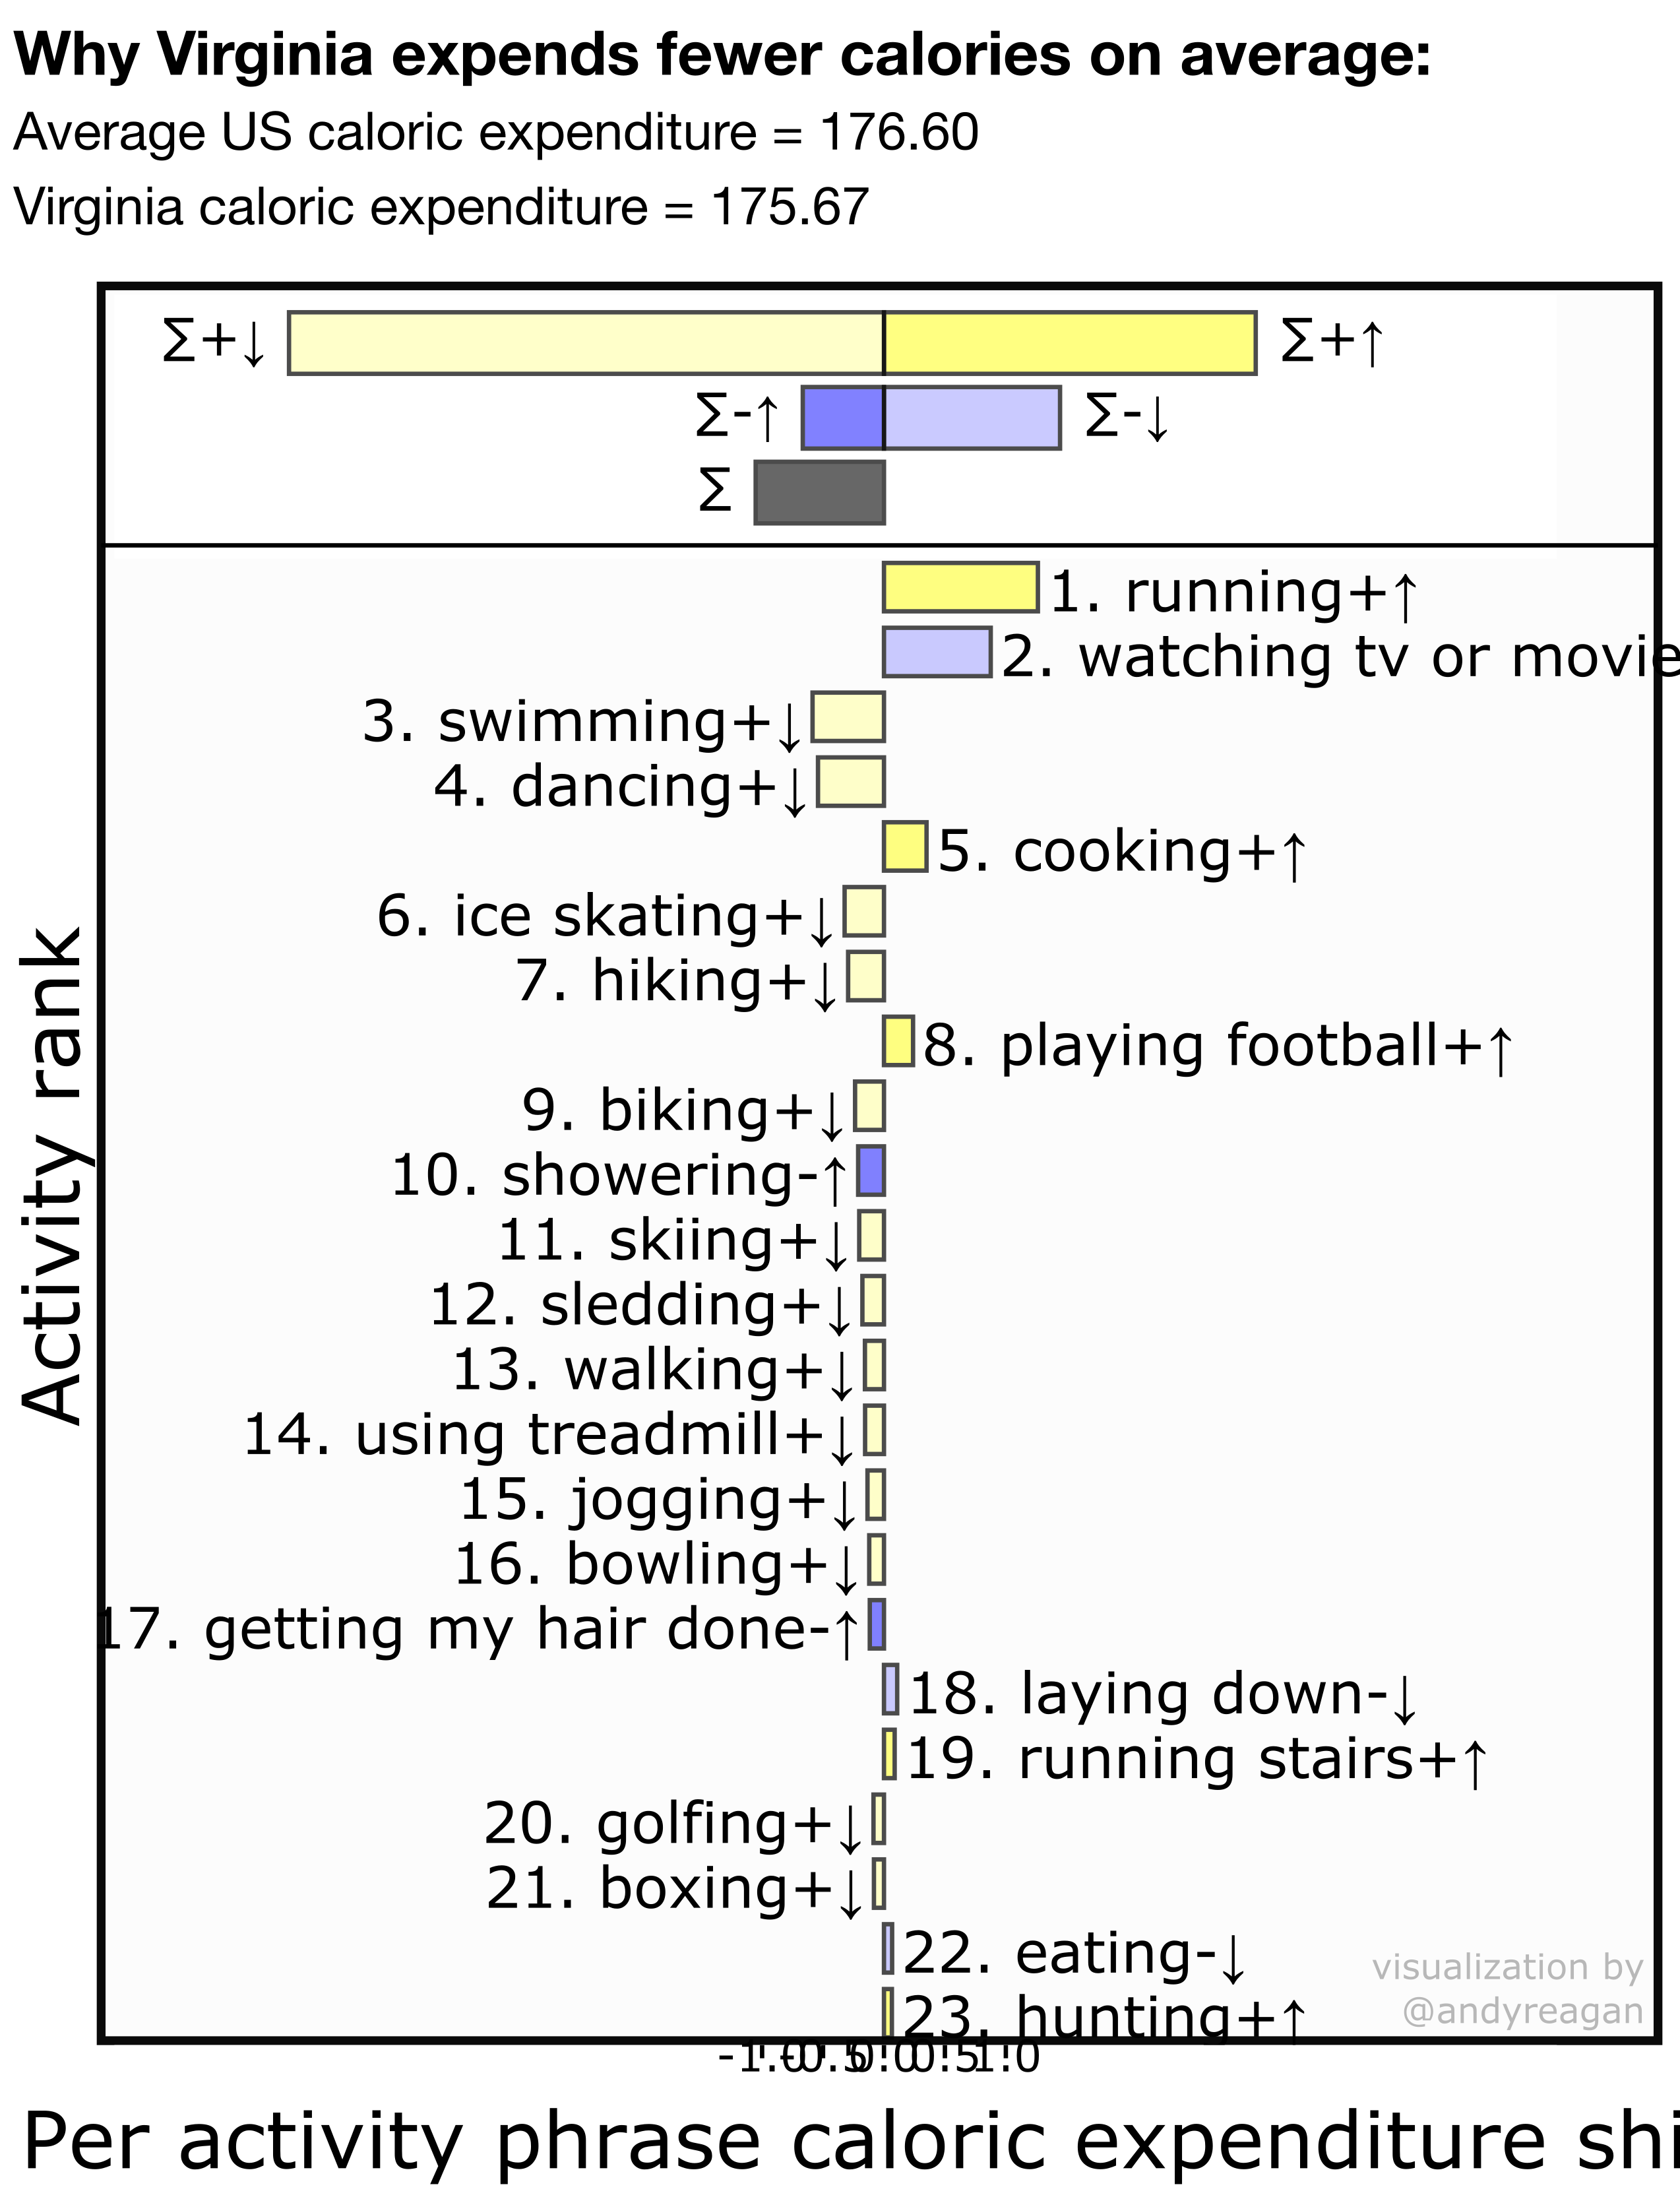 Why Virginia expends fewer calories on average:
Average US caloric expenditure = 176.60
Virginia caloric expenditure = 175.67
∑+↓
∑+↑
∑-↑
∑-↓
∑
Activity rank
1. running+↑
2. watching tv or movie
3. swimming+↓
4. dancing+↓
5. cooking+↑
6. ice skating+↓
7. hiking+↓
8. playing football+↑
9. biking+↓
10. showering-↑
11. skiing+↓
12. sledding+↓
13. walking+↓
14. using treadmill+↓
15. jogging+↓
16. bowling+↓
17. getting my hair done-↑
18. laying down-↓
19. running stairs+↑
20. golfing+↓
21. boxing+↓
22. eating-↓
23. hunting+↑
visualization by
@andyreagan
-1.0 -0.5 0.0 0.5 1.0
Per activity phrase caloric expenditure shi